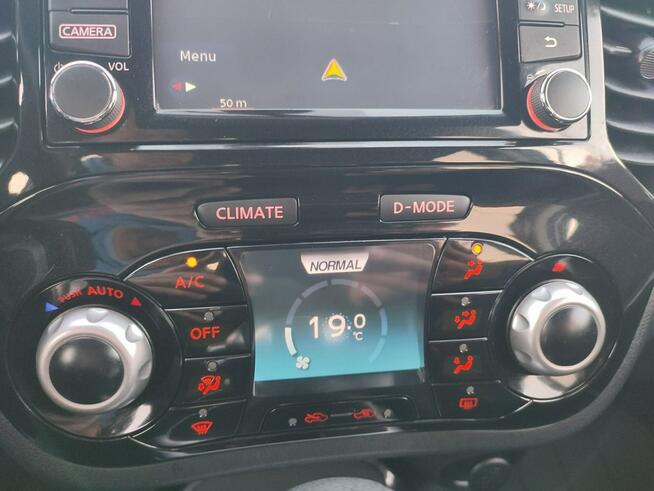 CAMERA
SETUP
VOL
Menu
50 m
CLIMATE
D-MODE
NORMAL
A/C
PUSH AUTO
19.0
°C
OFF